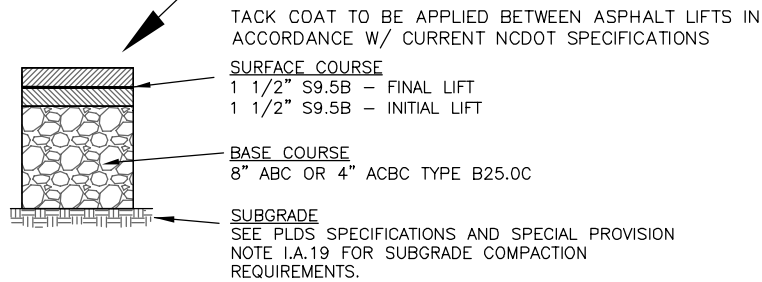 TACK COAT TO BE APPLIED BETWEEN ASPHALT LIFTS IN
ACCORDANCE W/ CURRENT NCDOT SPECIFICATIONS
SURFACE COURSE
1 1/2" S9.5B – FINAL LIFT
1 1/2" S9.5B – INITIAL LIFT
BASE COURSE
8" ABC OR 4" ACBC TYPE B25.0C
SUBGRADE
SEE PLDS SPECIFICATIONS AND SPECIAL PROVISION
NOTE I.A.19 FOR SUBGRADE COMPACTION
REQUIREMENTS.